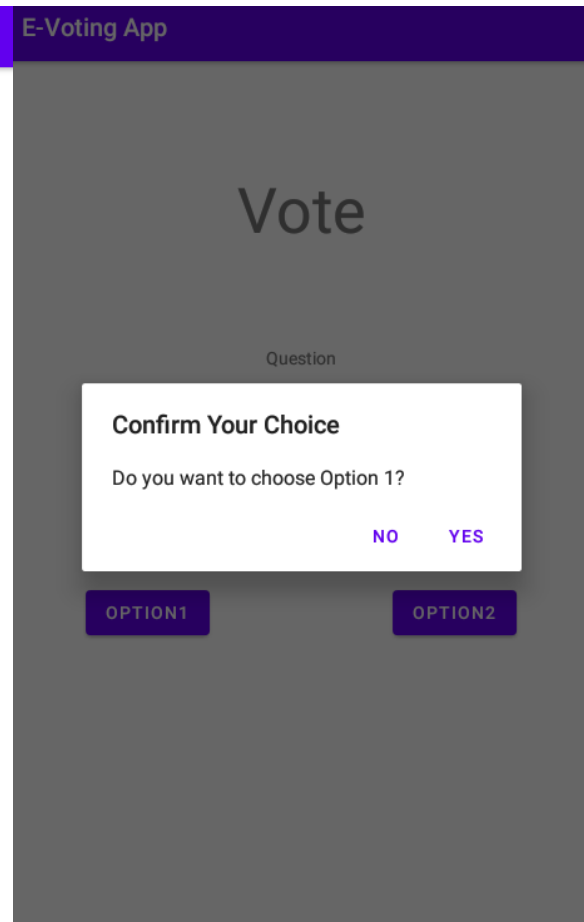 E-Voting App
Vote
Question
Confirm Your Choice
Do you want to choose Option 1?
NO YES
OPTION1 OPTION2